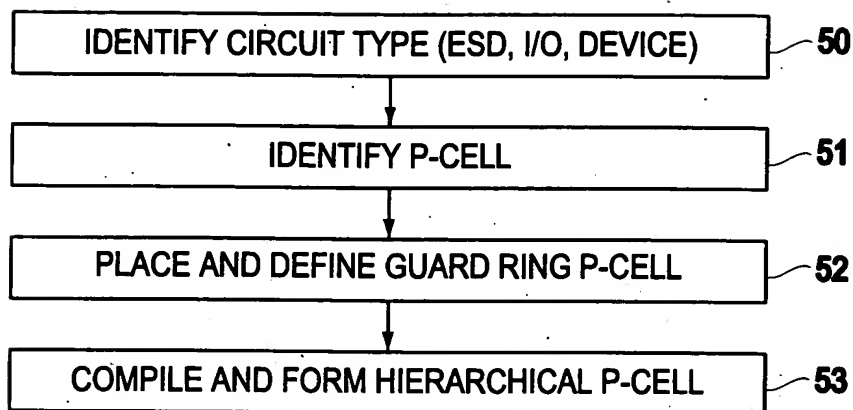 IDENTIFY CIRCUIT TYPE (ESD, I/O, DEVICE) 50
IDENTIFY P-CELL 51
PLACE AND DEFINE GUARD RING P-CELL 52
COMPILE AND FORM HIERARCHICAL P-CELL 53